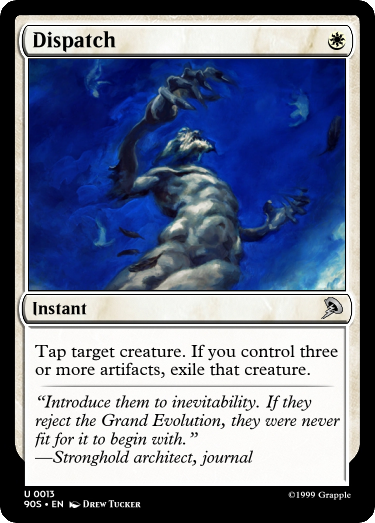 Dispatch
Instant
Tap target creature. If you control three
or more artifacts, exile that creature.
“Introduce them to inevitability. If they
reject the Grand Evolution, they were never
fit for it to begin with.”
—Stronghold architect, journal
U 0013
90S • EN DREW TUCKER
©1999 Grapple